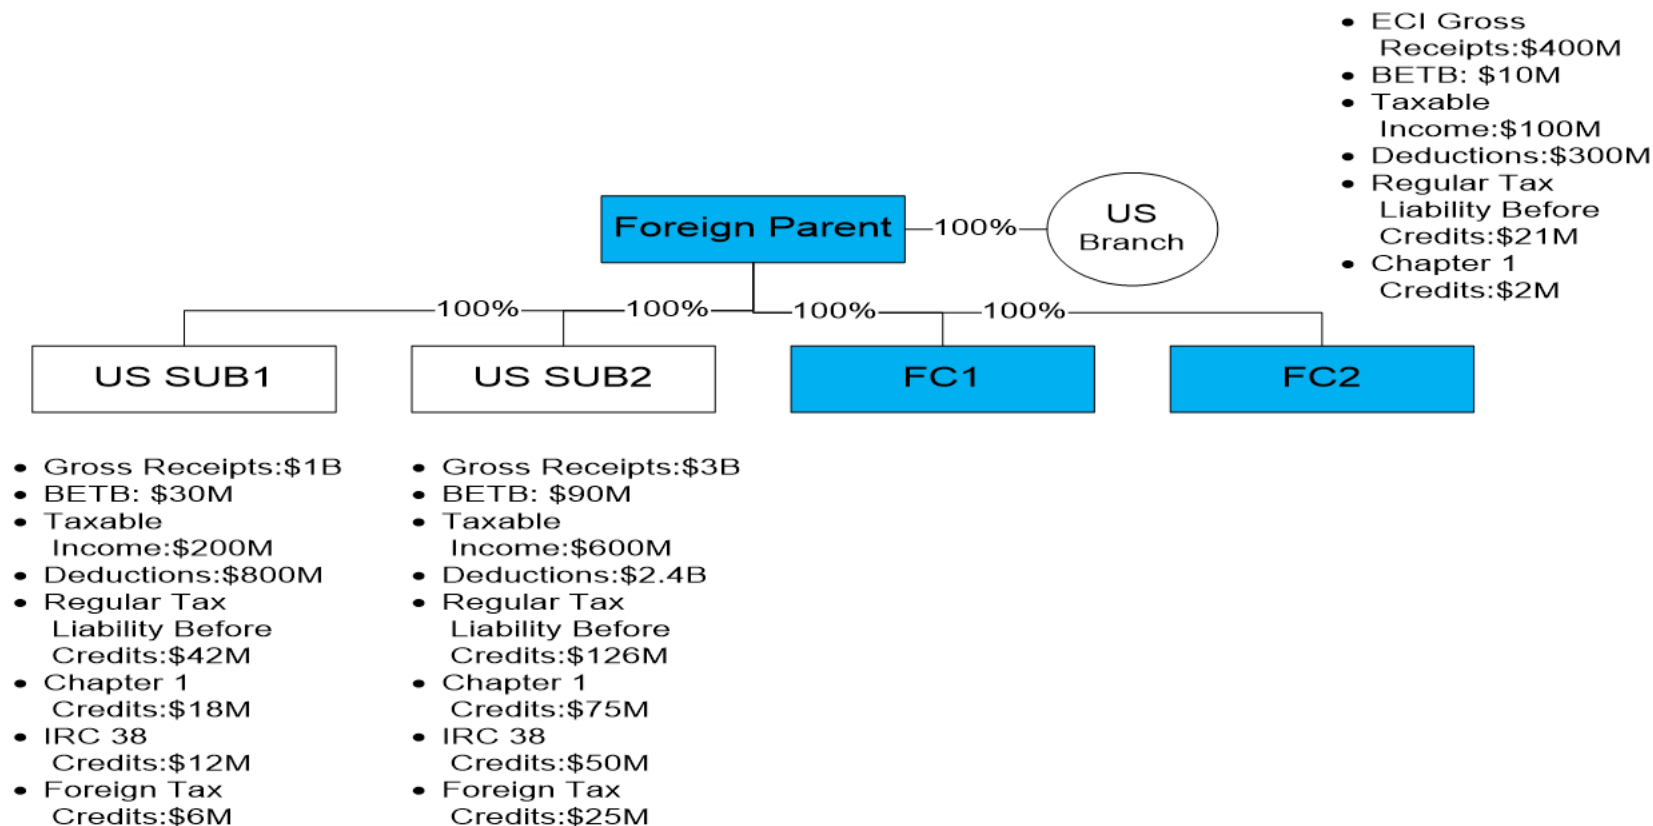 • ECI Gross
Receipts:$400M
• BETB: $10M
• Taxable
Income:$100M
• Deductions:$300M
• Regular Tax
Liability Before
Credits:$21M
• Chapter 1
Credits:$2M
Foreign Parent
100%
US
Branch
100%
100%
100%
100%
US SUB1
US SUB2
FC1
FC2
• Gross Receipts:$1B
• BETB: $30M
• Taxable
Income:$200M
• Deductions:$800M
• Regular Tax
Liability Before
Credits:$42M
• Chapter 1
Credits:$18M
• IRC 38
Credits:$12M
• Foreign Tax
Credits:$6M
• Gross Receipts:$3B
• BETB: $90M
• Taxable
Income:$600M
• Deductions:$2.4B
• Regular Tax
Liability Before
Credits:$126M
• Chapter 1
Credits:$75M
• IRC 38
Credits:$50M
• Foreign Tax
Credits:$25M